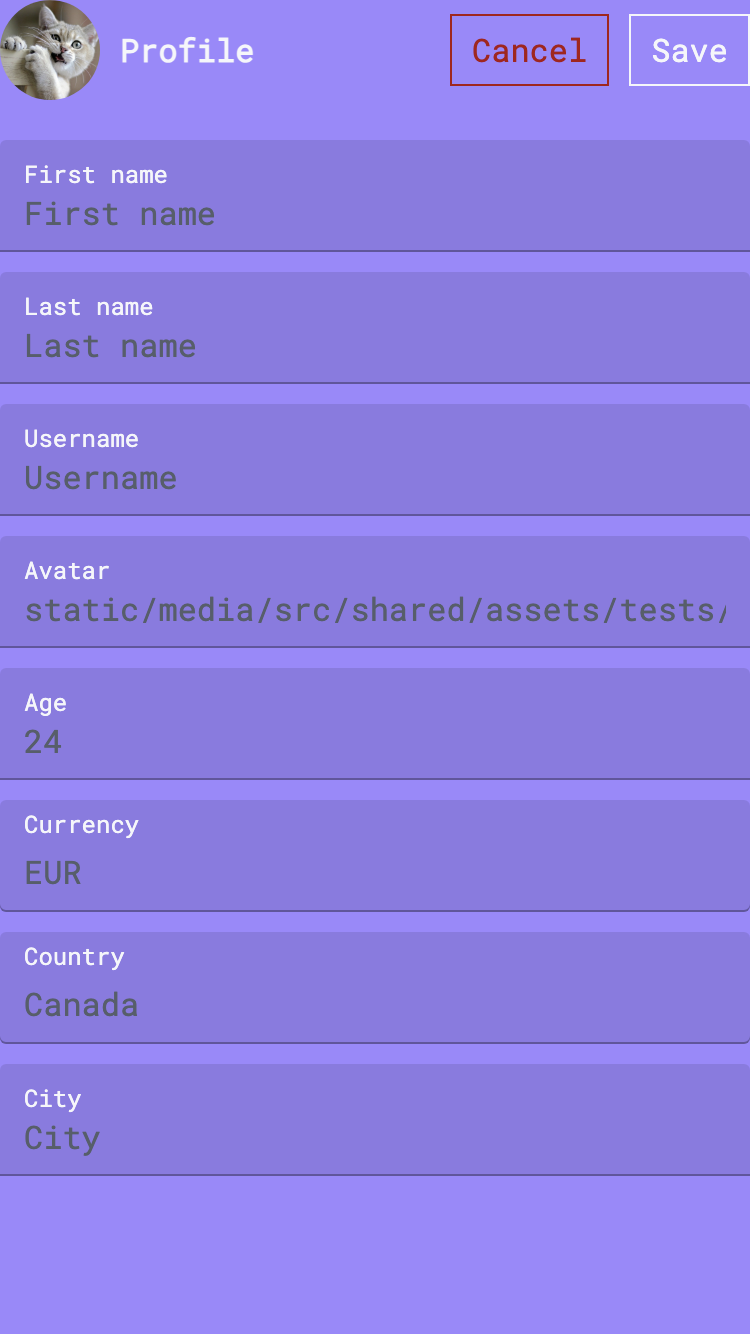 Profile
Cancel
Save
First name
First name
Last name
Last name
Username
Username
Avatar
static/media/src/shared/assets/tests/
Age
24
Currency
EUR
Country
Canada
City
City